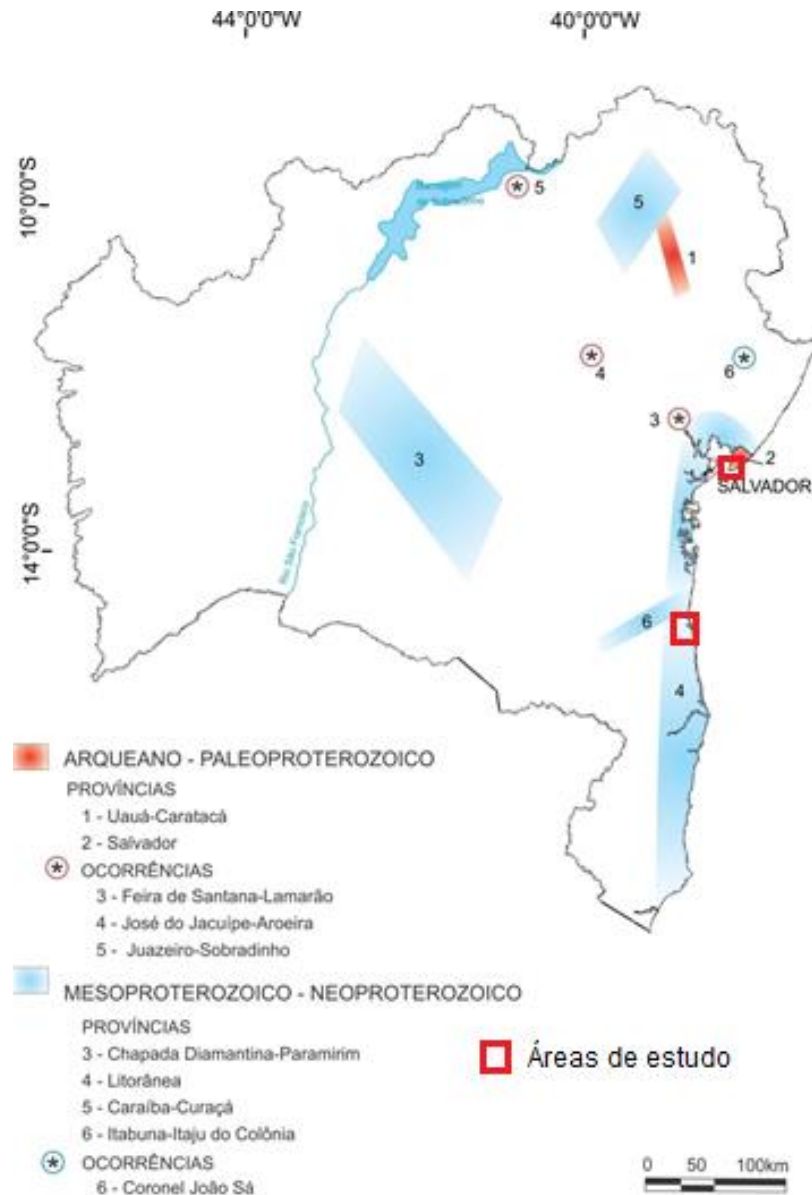 44°0'0"W
40°0'0"W
10°0'0"S
14°0'0"S
5
5
1
4
6
3
2
SALVADOR
3
Rio São Francisco
6
4
ARQUEANO - PALEOPROTEROZOICO
PROVÍNCIAS
1 - Uauá-Caratacá
2 - Salvador
OCORRÊNCIAS
3 - Feira de Santana-Lamarão
4 - José do Jacuípe-Aroeira
5 - Juazeiro-Sobradinho
MESOPROTEROZOICO - NEOPROTEROZOICO
PROVÍNCIAS
3 - Chapada Diamantina-Paramirim
4 - Litorânea
5 - Caraíba-Curaçá
6 - Itabuna-Itaju do Colônia
OCORRÊNCIAS
6 - Coronel João Sá
Áreas de estudo
0 50 100km